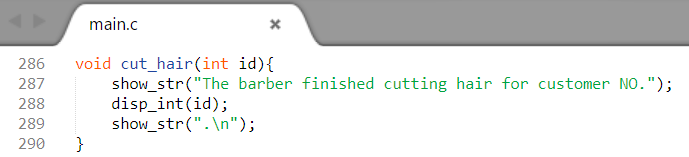 main.c
286 void cut_hair(int id){
287     show_str("The barber finished cutting hair for customer NO.");
288     disp_int(id);
289     show_str(".\n");
290 }